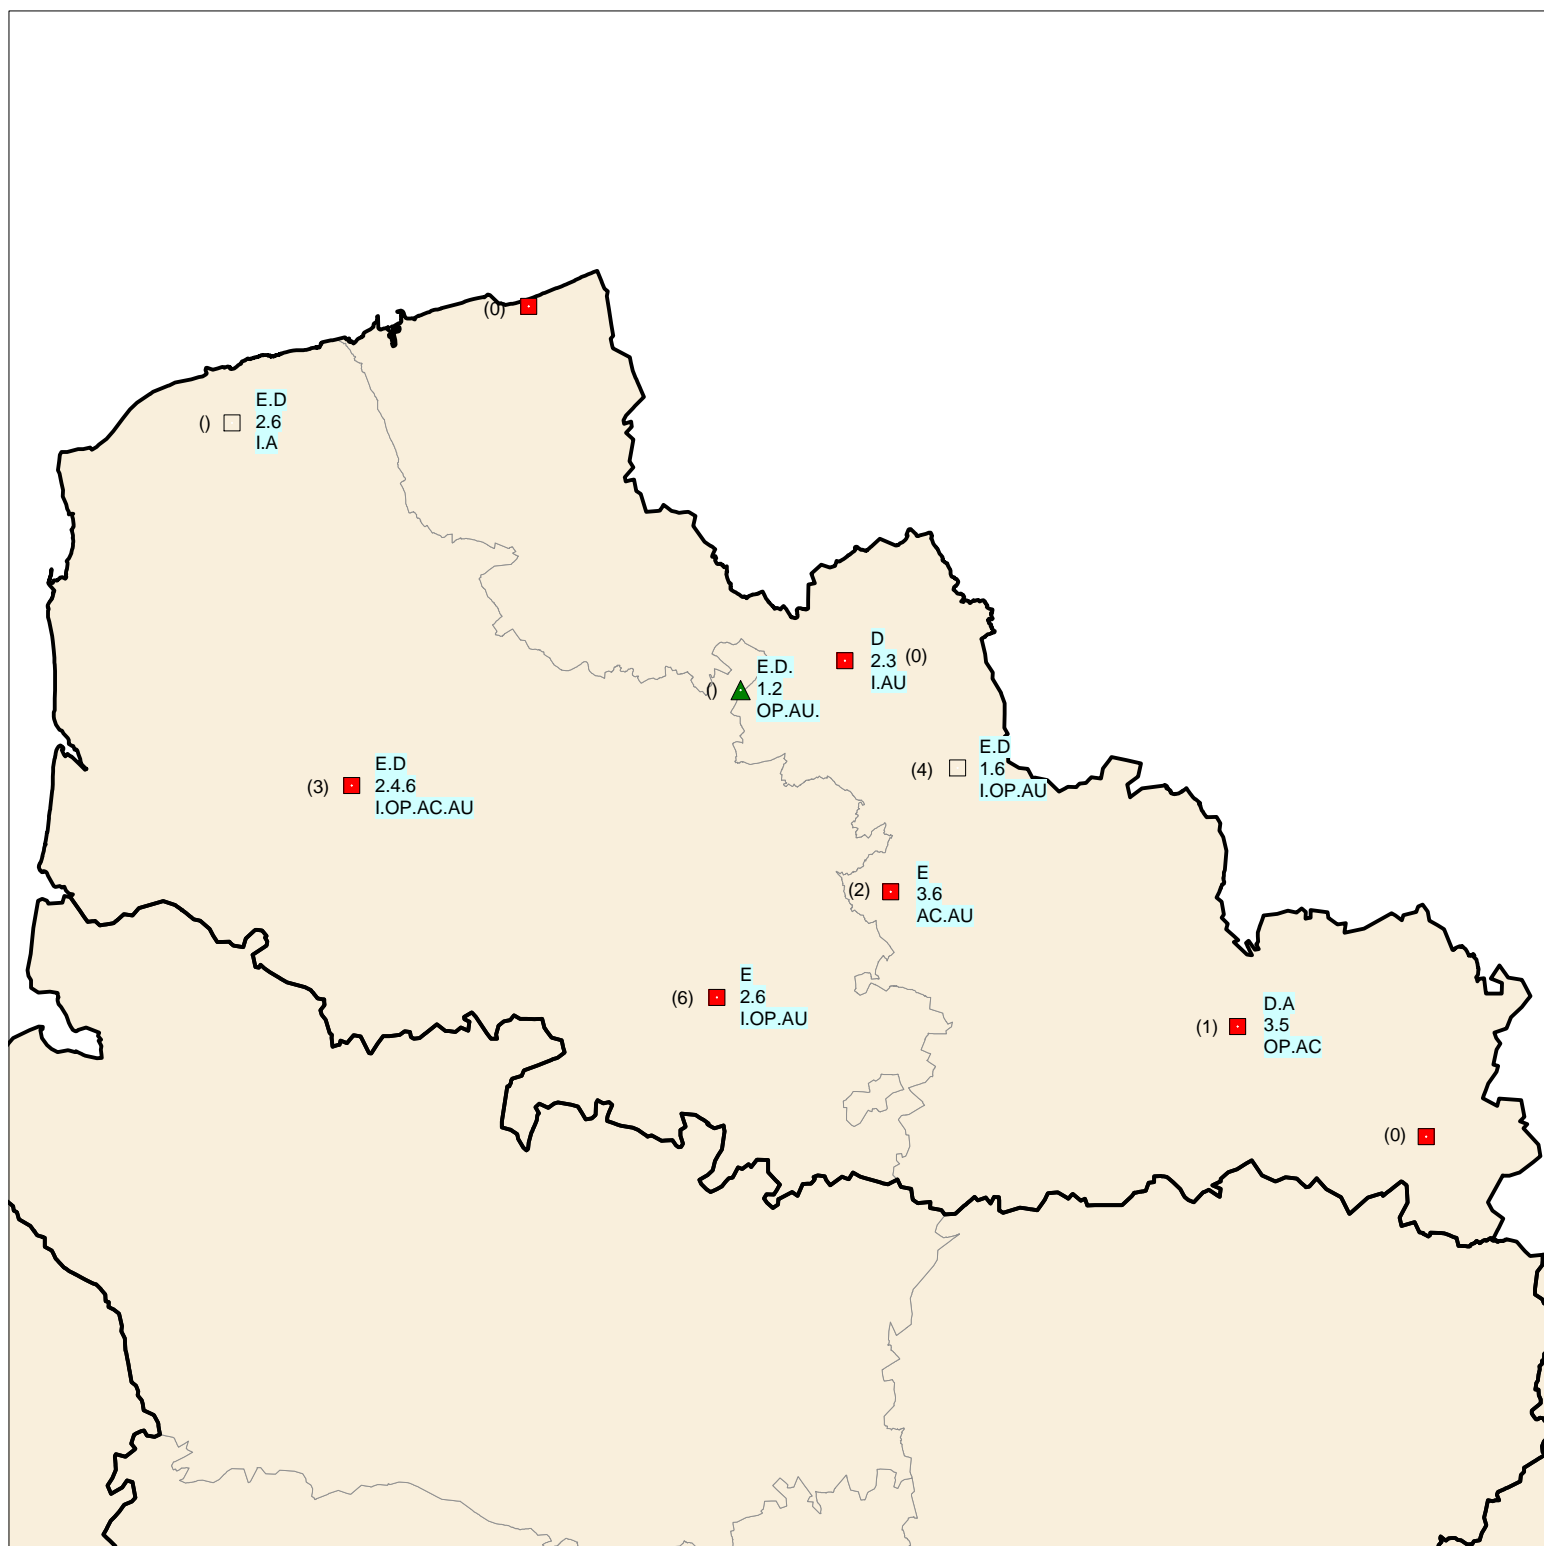 (0)
()
E.D
2.6
I.A
D
2.3
I.AU
(0)
()
E.D.
1.2
OP.AU.
(4)
E.D
1.6
I.OP.AU
(3)
E.D
2.4.6
I.OP.AC.AU
(2)
E
3.6
AC.AU
(6)
E
2.6
I.OP.AU
(1)
D.A
3.5
OP.AC
(0)